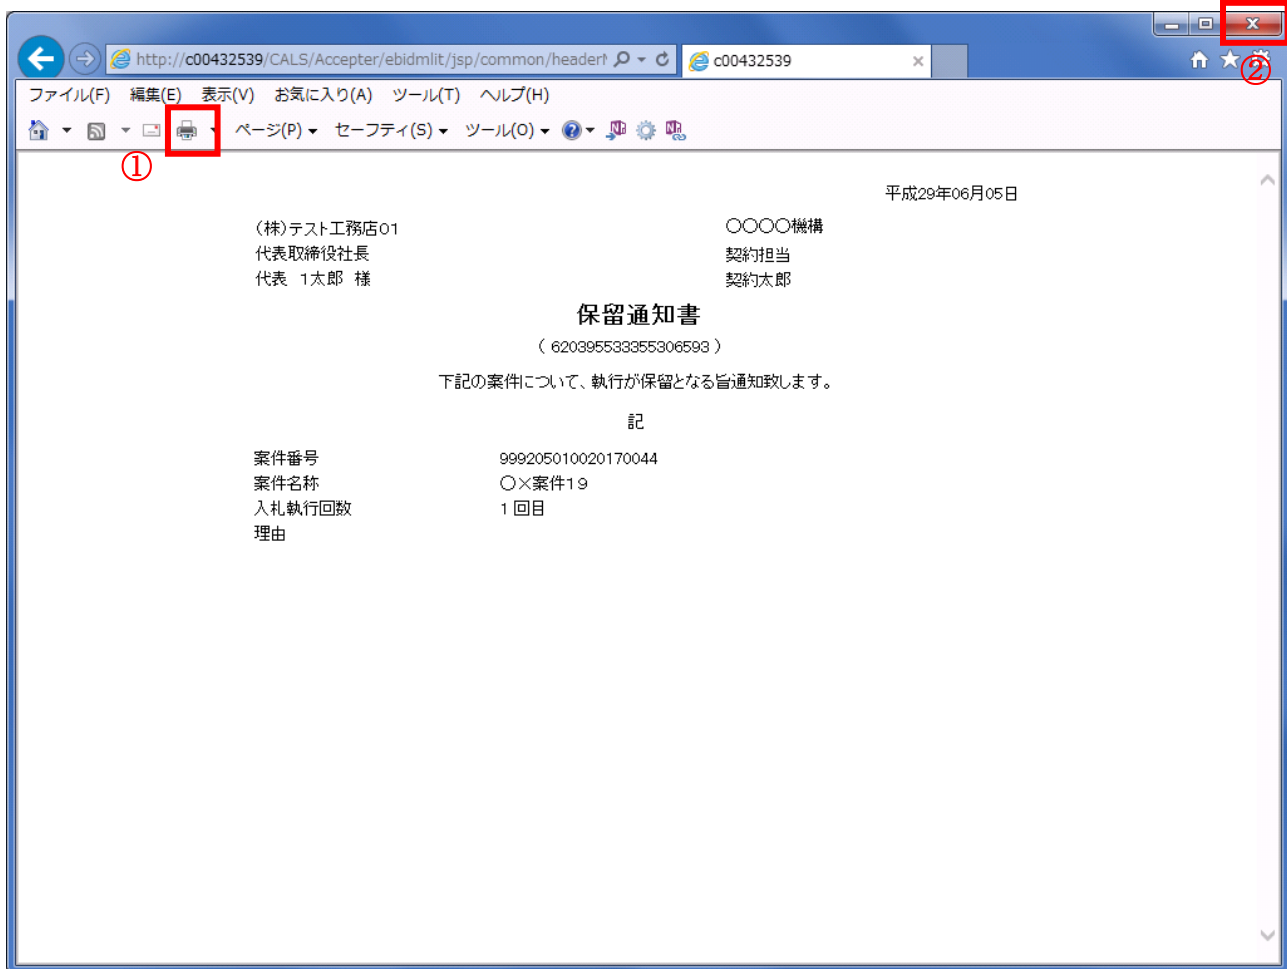 ②
http://c00432539/CALS/Accepter/ebidmlit/jsp/common/header
c00432539
ファイル(F) 編集(E) 表示(V) お気に入り(A) ツール(T) ヘルプ(H)
ページ(P) セーフティ(S) ツール(O)
①
平成29年06月05日
(株)テスト工務店01 〇〇〇〇機構
代表取締役社長 契約担当
代表 1太郎 様 契約太郎
保留通知書
( 620395533355306593 )
下記の案件について、執行が保留となる旨通知致します。
記
案件番号 999205010020170044
案件名称 〇×案件19
入札執行回数 1回目
理由